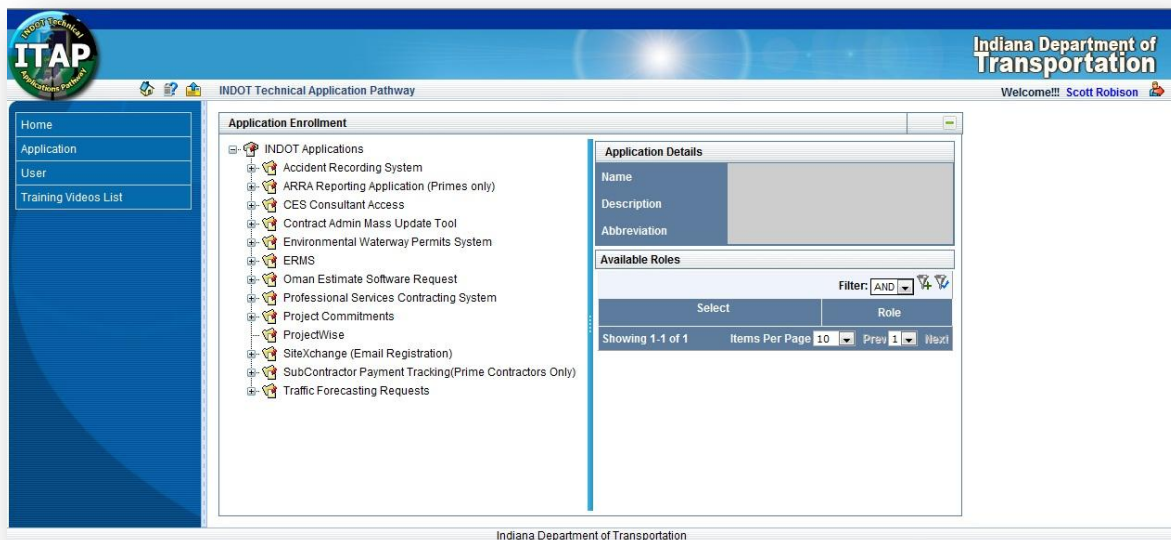 INDOT Technical
ITAP
Applications Pathway
Indiana Department of
Transportation
INDOT Technical Application Pathway
Welcome!!! Scott Robison
Home
Application
User
Training Videos List
Application Enrollment
INDOT Applications
Accident Recording System
ARRA Reporting Application (Primes only)
CES Consultant Access
Contract Admin Mass Update Tool
Environmental Waterway Permits System
ERMS
Oman Estimate Software Request
Professional Services Contracting System
Project Commitments
ProjectWise
SiteXchange (Email Registration)
SubContractor Payment Tracking(Prime Contractors Only)
Traffic Forecasting Requests
Application Details
Name
Description
Abbreviation
Available Roles
Filter: AND
Select Role
Showing 1-1 of 1 Items Per Page 10 Prev 1 Next
Indiana Department of Transportation